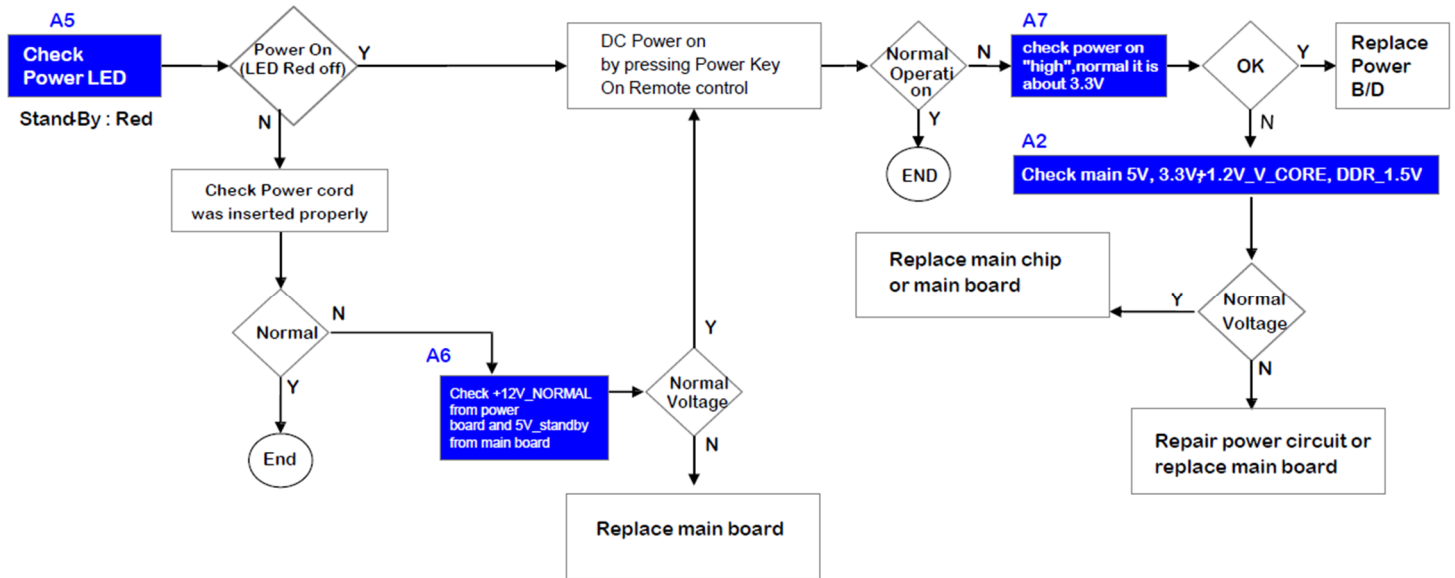 A5
Check
Power LED
Stand-By : Red
Power On
(LED Red off)
Y
N
Check Power cord
was inserted properly
Normal
N
Y
End
A6
Check +12V_NORMAL
from power
board and 5V_standby
from main board
Normal
Voltage
Y
N
Replace main board
DC Power on
by pressing Power Key
On Remote control
Normal
Operati
on
N
Y
END
A7
check power on
"high",normal it is
about 3.3V
OK
Y
N
Replace
Power
B/D
A2
Check main 5V, 3.3V,+1.2V_V_CORE, DDR_1.5V
Normal
Voltage
Y
N
Replace main chip
or main board
Repair power circuit or
replace main board